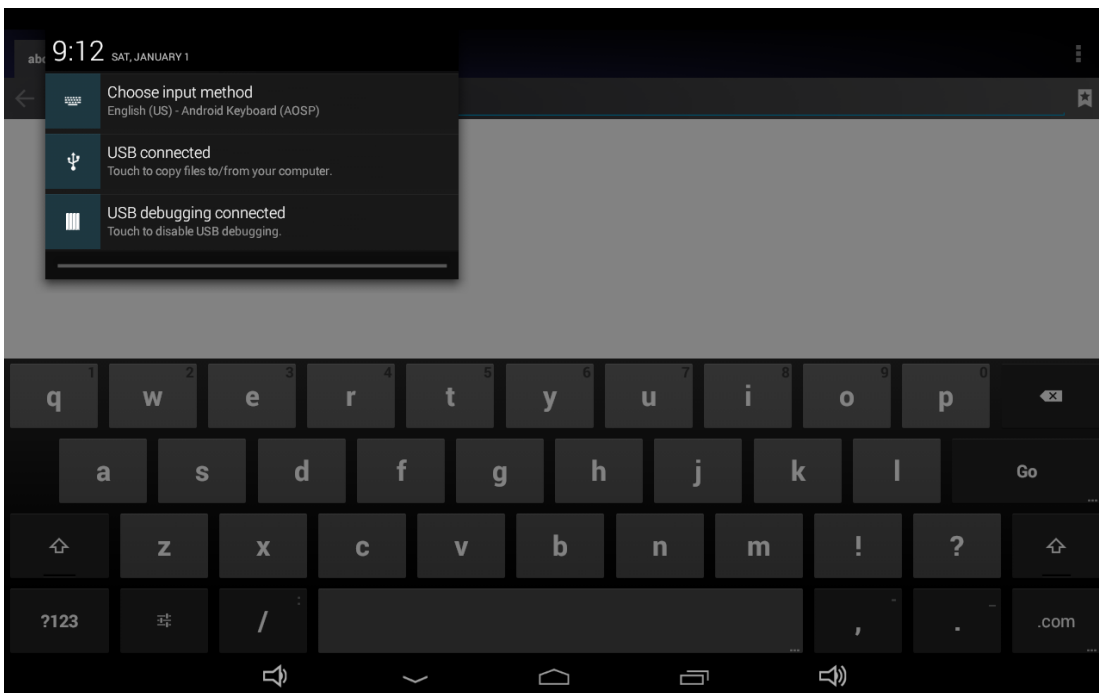 abo
9:12 SAT, JANUARY 1
Choose input method
English (US) - Android Keyboard (AOSP)
USB connected
Touch to copy files to/from your computer.
USB debugging connected
Touch to disable USB debugging.
1 2 3 4 5 6 7 8 9 0
q w e r t y u i o p
a s d f g h j k l Go
z x c v b n m ! ?
: - _
?123 / , . .com